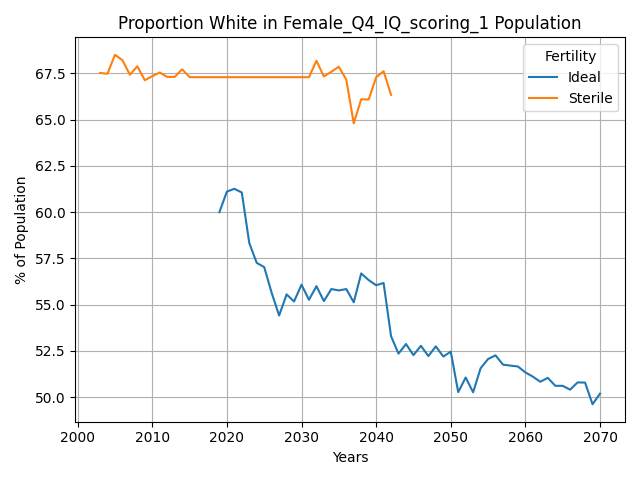 Proportion White in Female_Q4_IQ_scoring_1 Population
% of Population
67.5
65.0
62.5
60.0
57.5
55.0
52.5
50.0
Fertility
Ideal
Sterile
2000 2010 2020 2030 2040 2050 2060 2070
Years